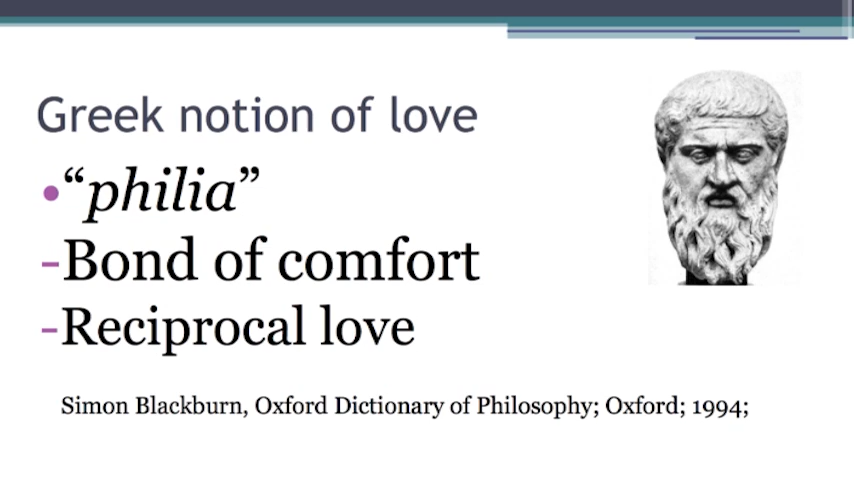 Greek notion of love
•“philia”
-Bond of comfort
-Reciprocal love
Simon Blackburn, Oxford Dictionary of Philosophy; Oxford; 1994;